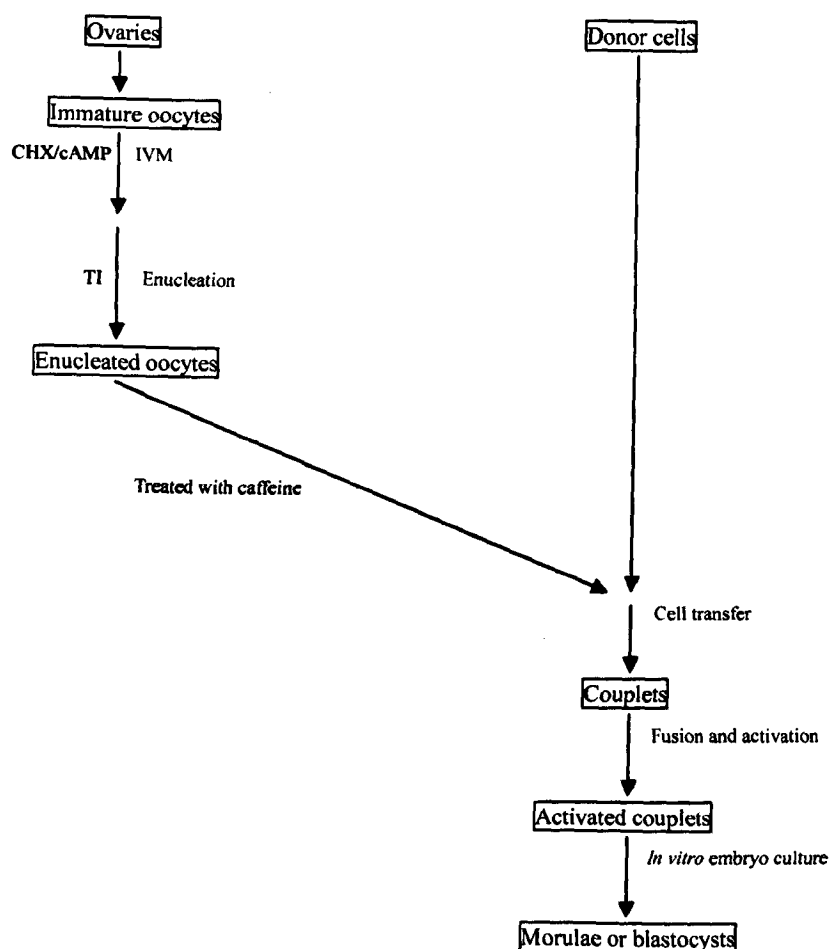 Ovaries
Donor cells
Immature oocytes
CHX/cAMP IVM
TI Enucleation
Enucleated oocytes
Treated with caffeine
Cell transfer
Couplets
Fusion and activation
Activated couplets
In vitro embryo culture
Morulae or blastocysts